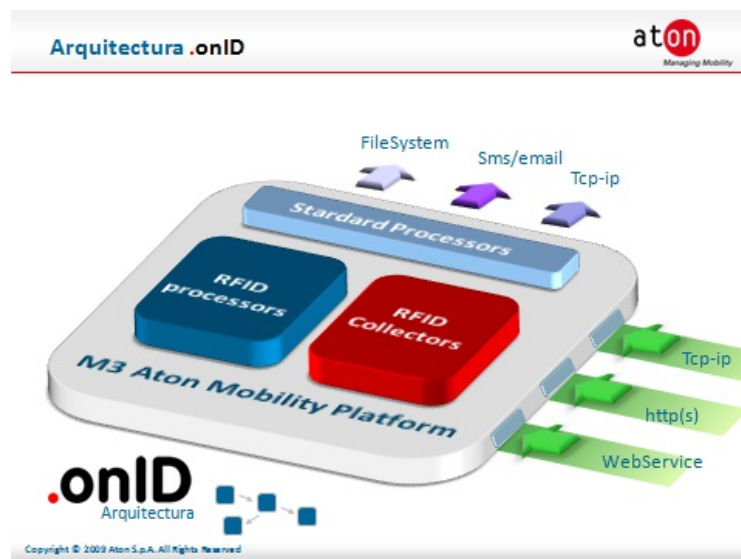 Arquitectura .onID
aton
Managing Mobility
FileSystem
Sms/email
Tcp-ip
Stardard Processors
RFID
processors
RFID
Collectors
M3 Aton Mobility Platform
Tcp-ip
http(s)
WebService
.onID
Arquitectura
Copyright © 2009 Aton S.p.A. All Rights Reserved